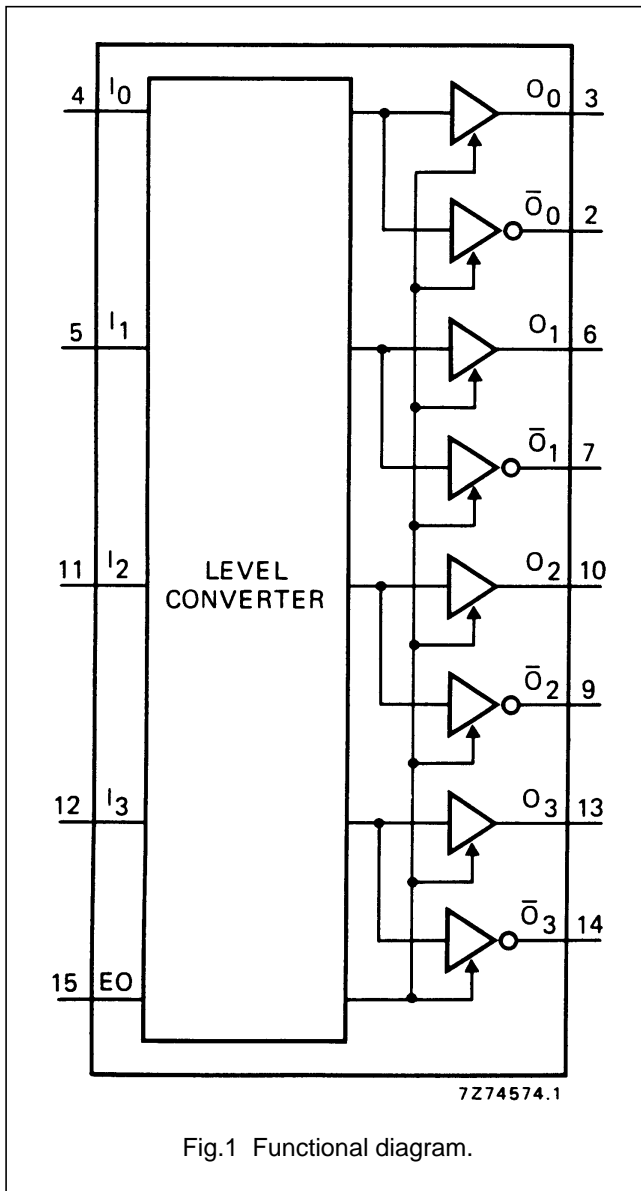 4 I0 O0 3
Ō0 2
5 I1 O1 6
Ō1 7
11 I2 O2 10
LEVEL
CONVERTER
Ō2 9
12 I3 O3 13
Ō3 14
15 EO
7Z74574.1
Fig.1 Functional diagram.